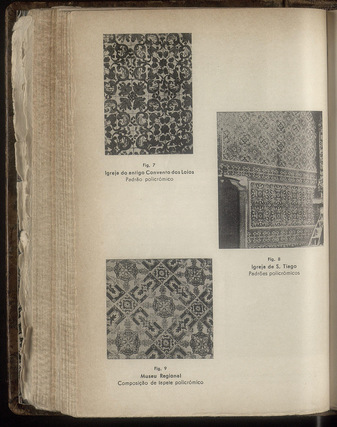 Fig. 7
Igreja do antigo Convento dos Loios
Padrão policrómico
Fig. 8
Igreja de S. Tiago
Padrões policrómicos
Fig. 9
Museu Regional
Composição de tapete policrómico